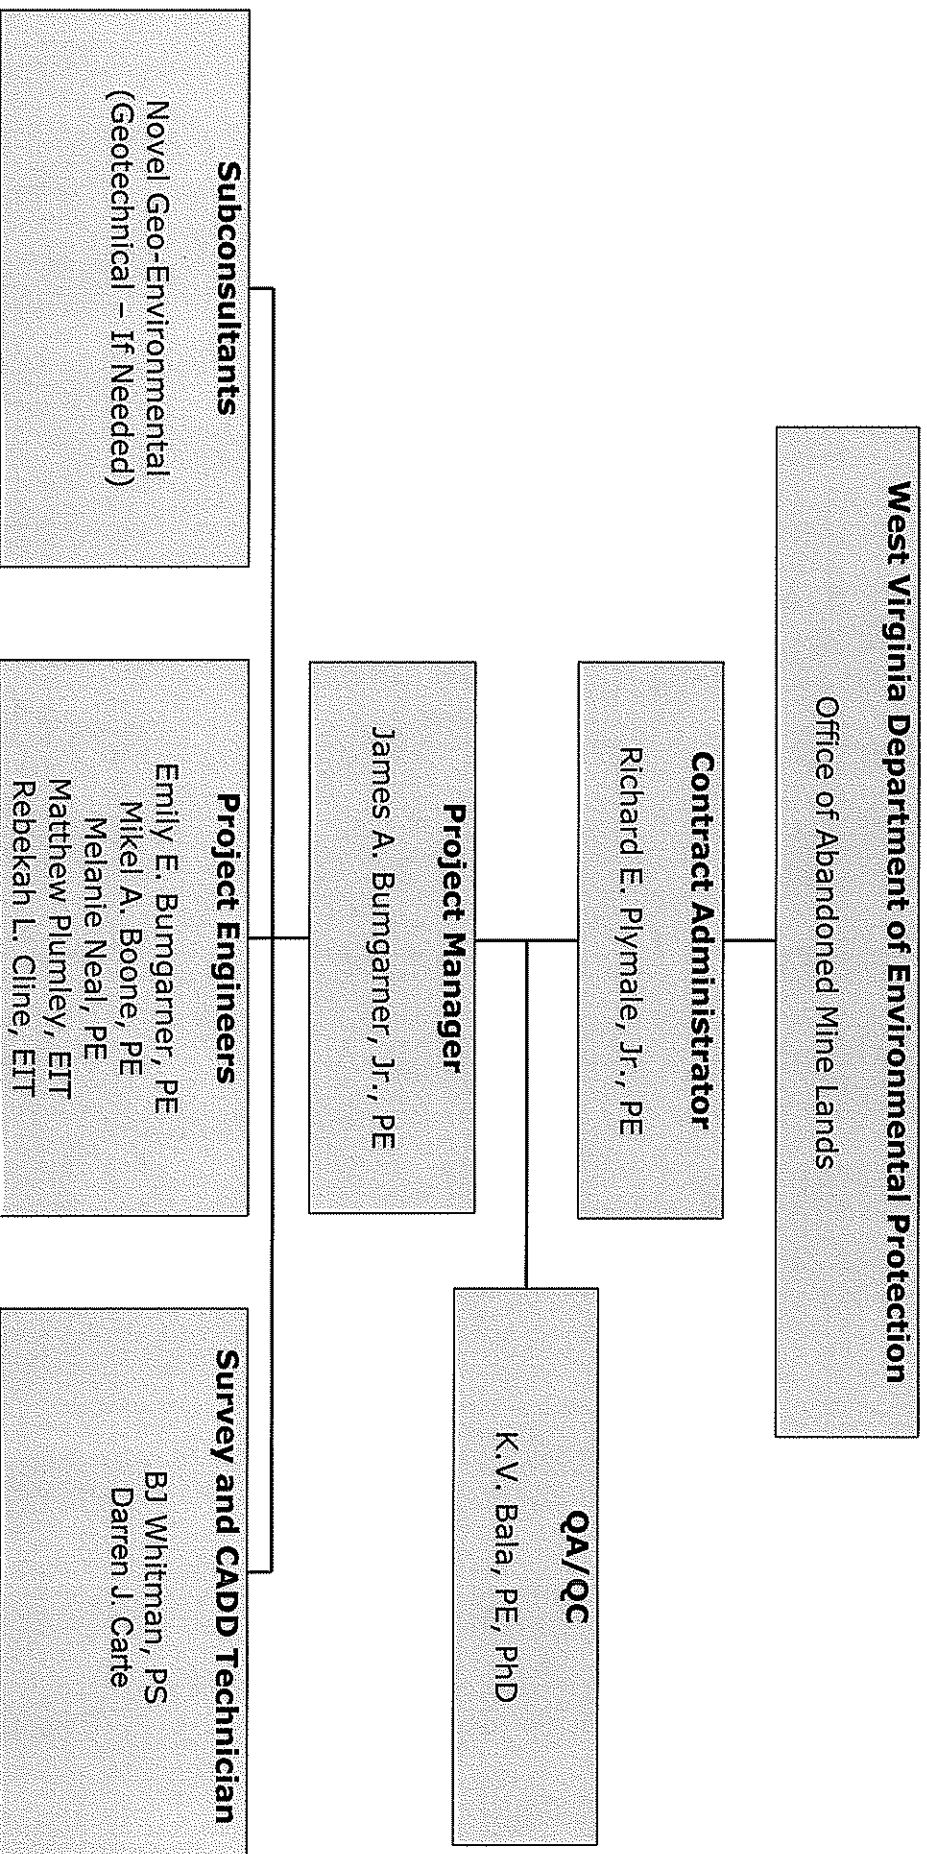 West Virginia Department of Environmental Protection
Office of Abandoned Mine Lands
Contract Administrator
Richard E. Plymale, Jr., PE
QA/QC
K.V. Bala, PE, PhD
Project Manager
James A. Bumgarner, Jr., PE
Subconsultants
Novel Geo-Environmental
(Geotechnical – If Needed)
Project Engineers
Emily E. Bumgarner, PE
Mikel A. Boone, PE
Melanie Neal, PE
Matthew Plumley, EIT
Rebekah L. Cline, EIT
Survey and CADD Technician
BJ Whitman, PS
Darren J. Carte